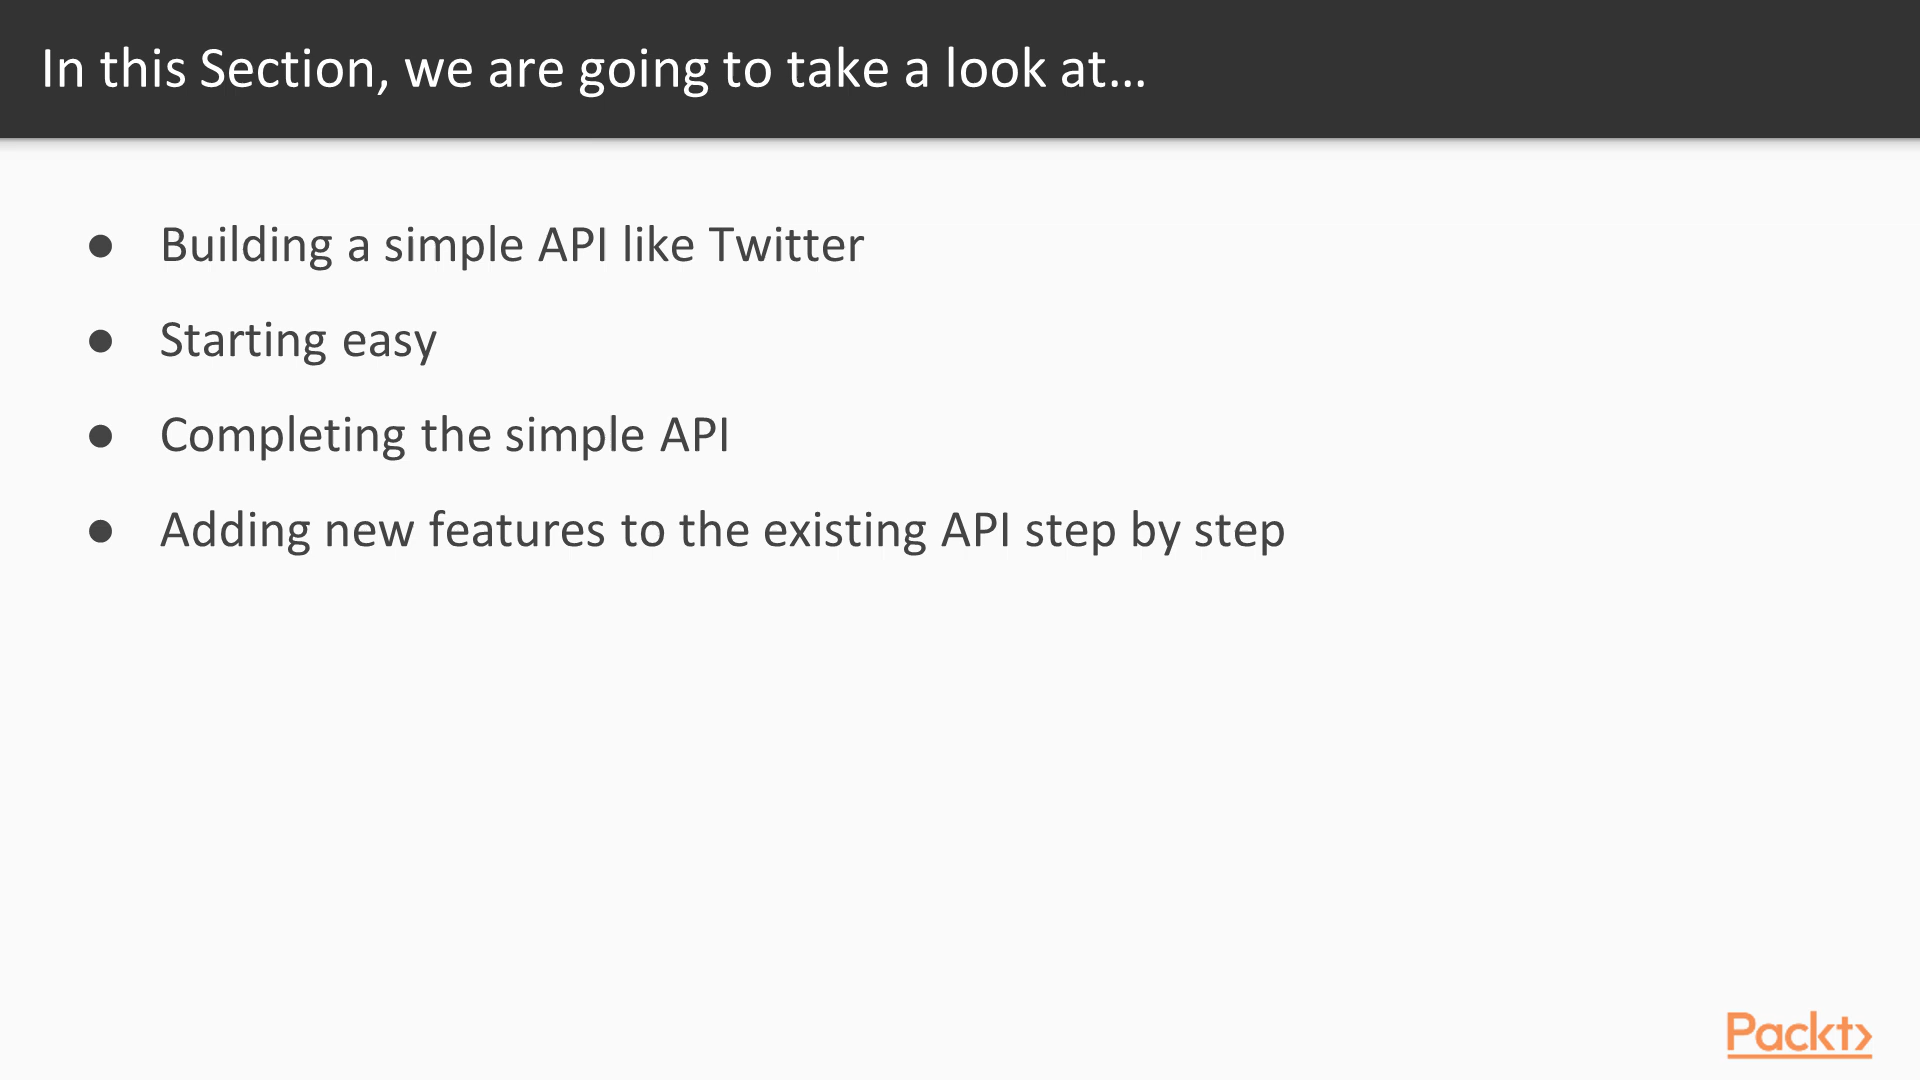 In this Section, we are going to take a look at...
● Building a simple API like Twitter
● Starting easy
● Completing the simple API
● Adding new features to the existing API step by step
Packt>